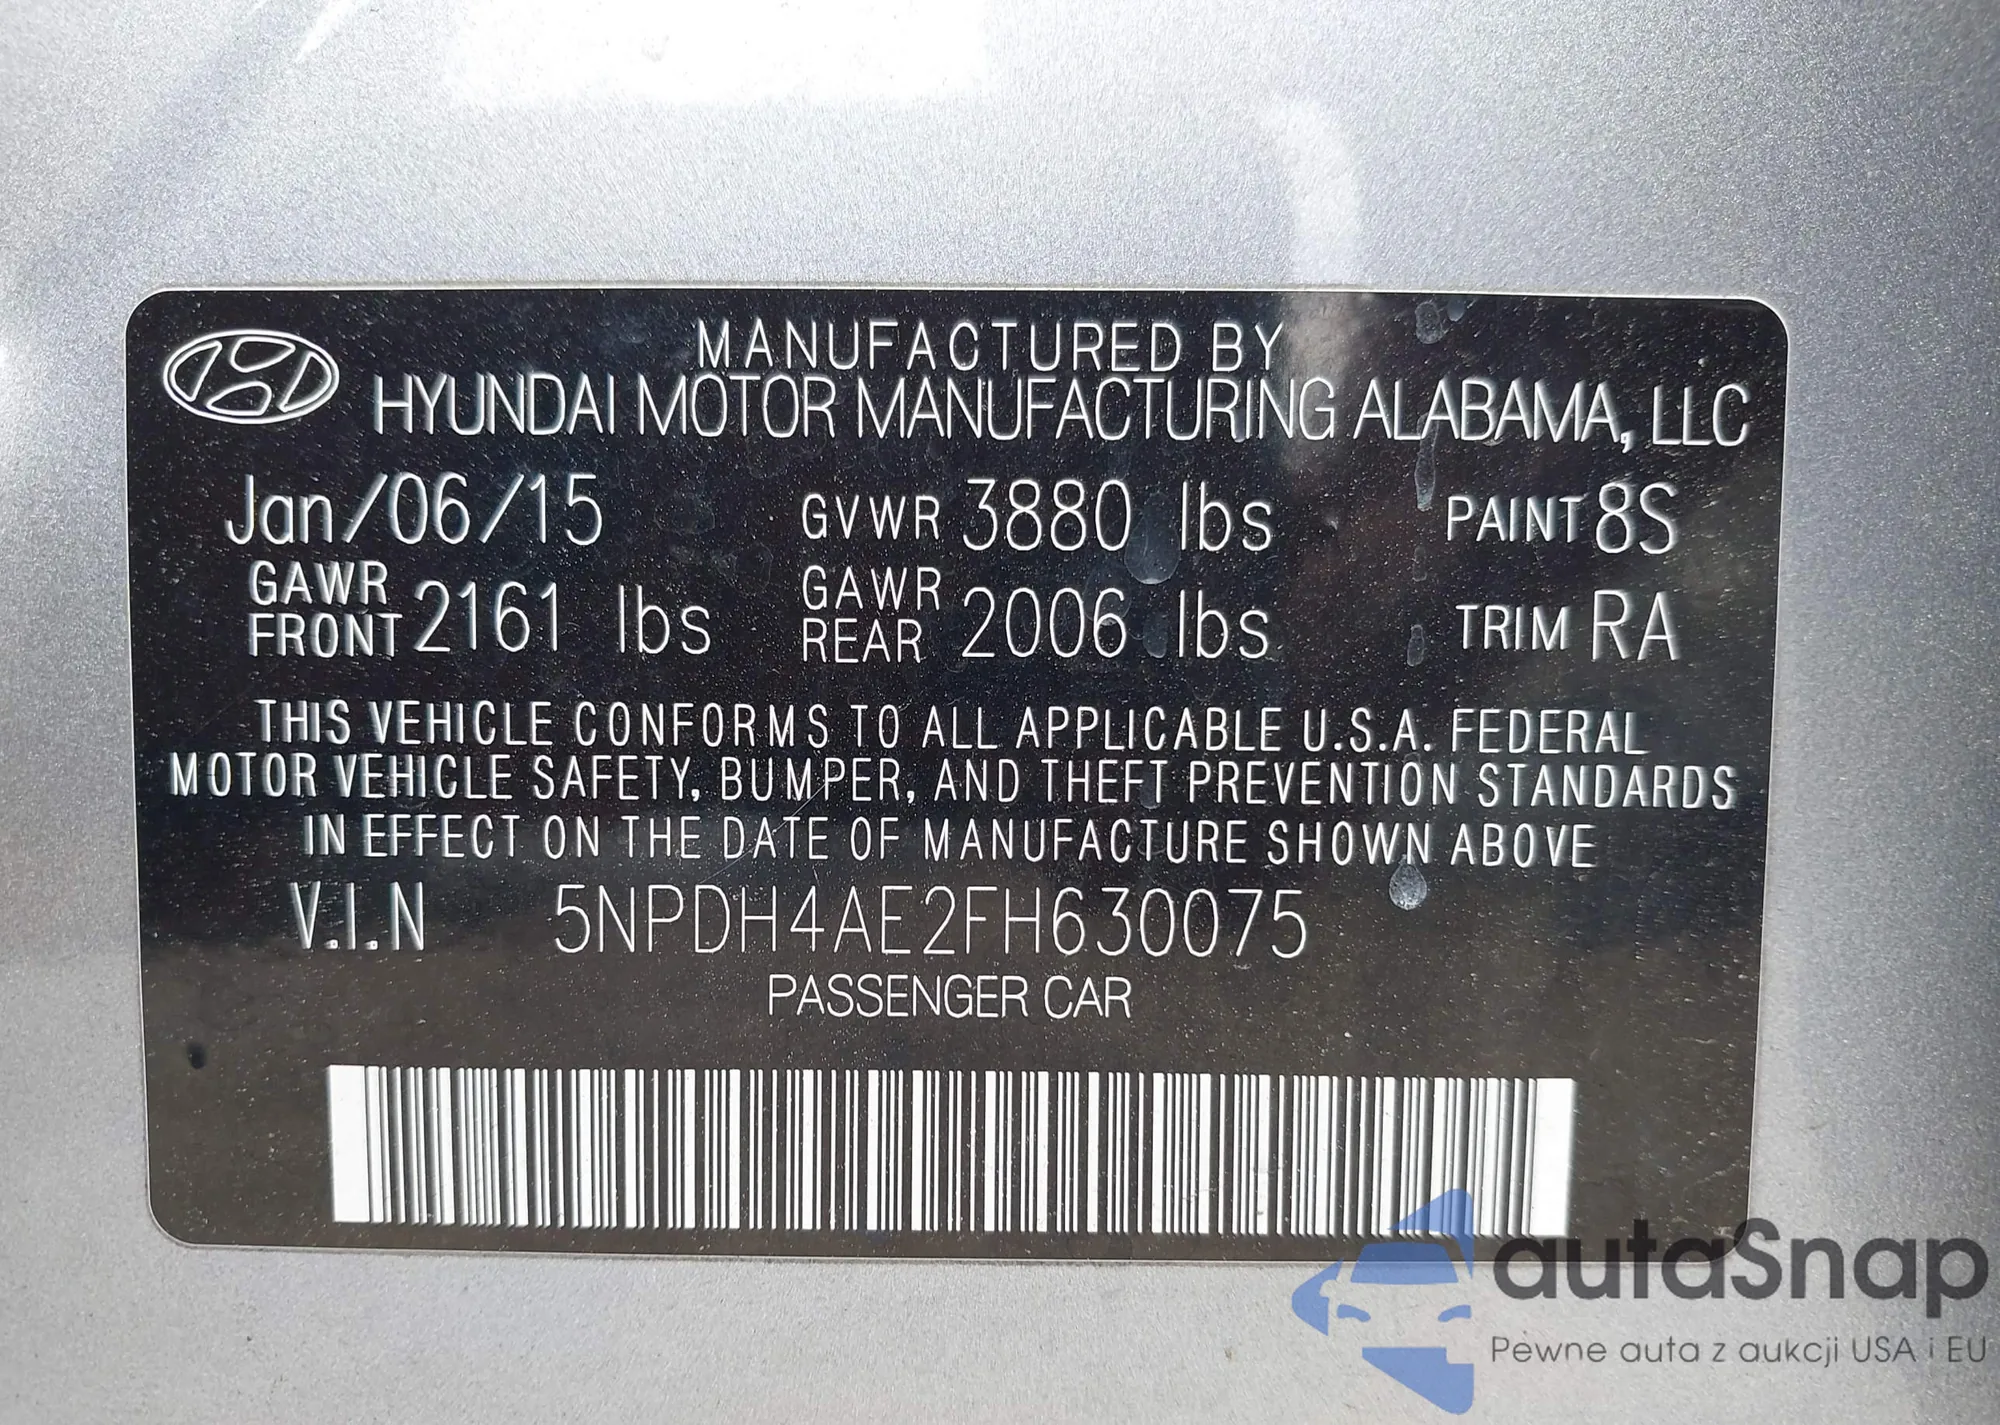 MANUFACTURED BY
HYUNDAI MOTOR MANUFACTURING ALABAMA, LLC
Jan/06/15 GVWR 3880 lbs PAINT 8S
GAWR FRONT 2161 lbs GAWR REAR 2006 lbs TRIM RA
THIS VEHICLE CONFORMS TO ALL APPLICABLE U.S.A. FEDERAL
MOTOR VEHICLE SAFETY, BUMPER, AND THEFT PREVENTION STANDARDS
IN EFFECT ON THE DATE OF MANUFACTURE SHOWN ABOVE
V.I.N 5NPDH4AE2FH630075
PASSENGER CAR
autaSnap
Pewne auta z aukcji USA i EU